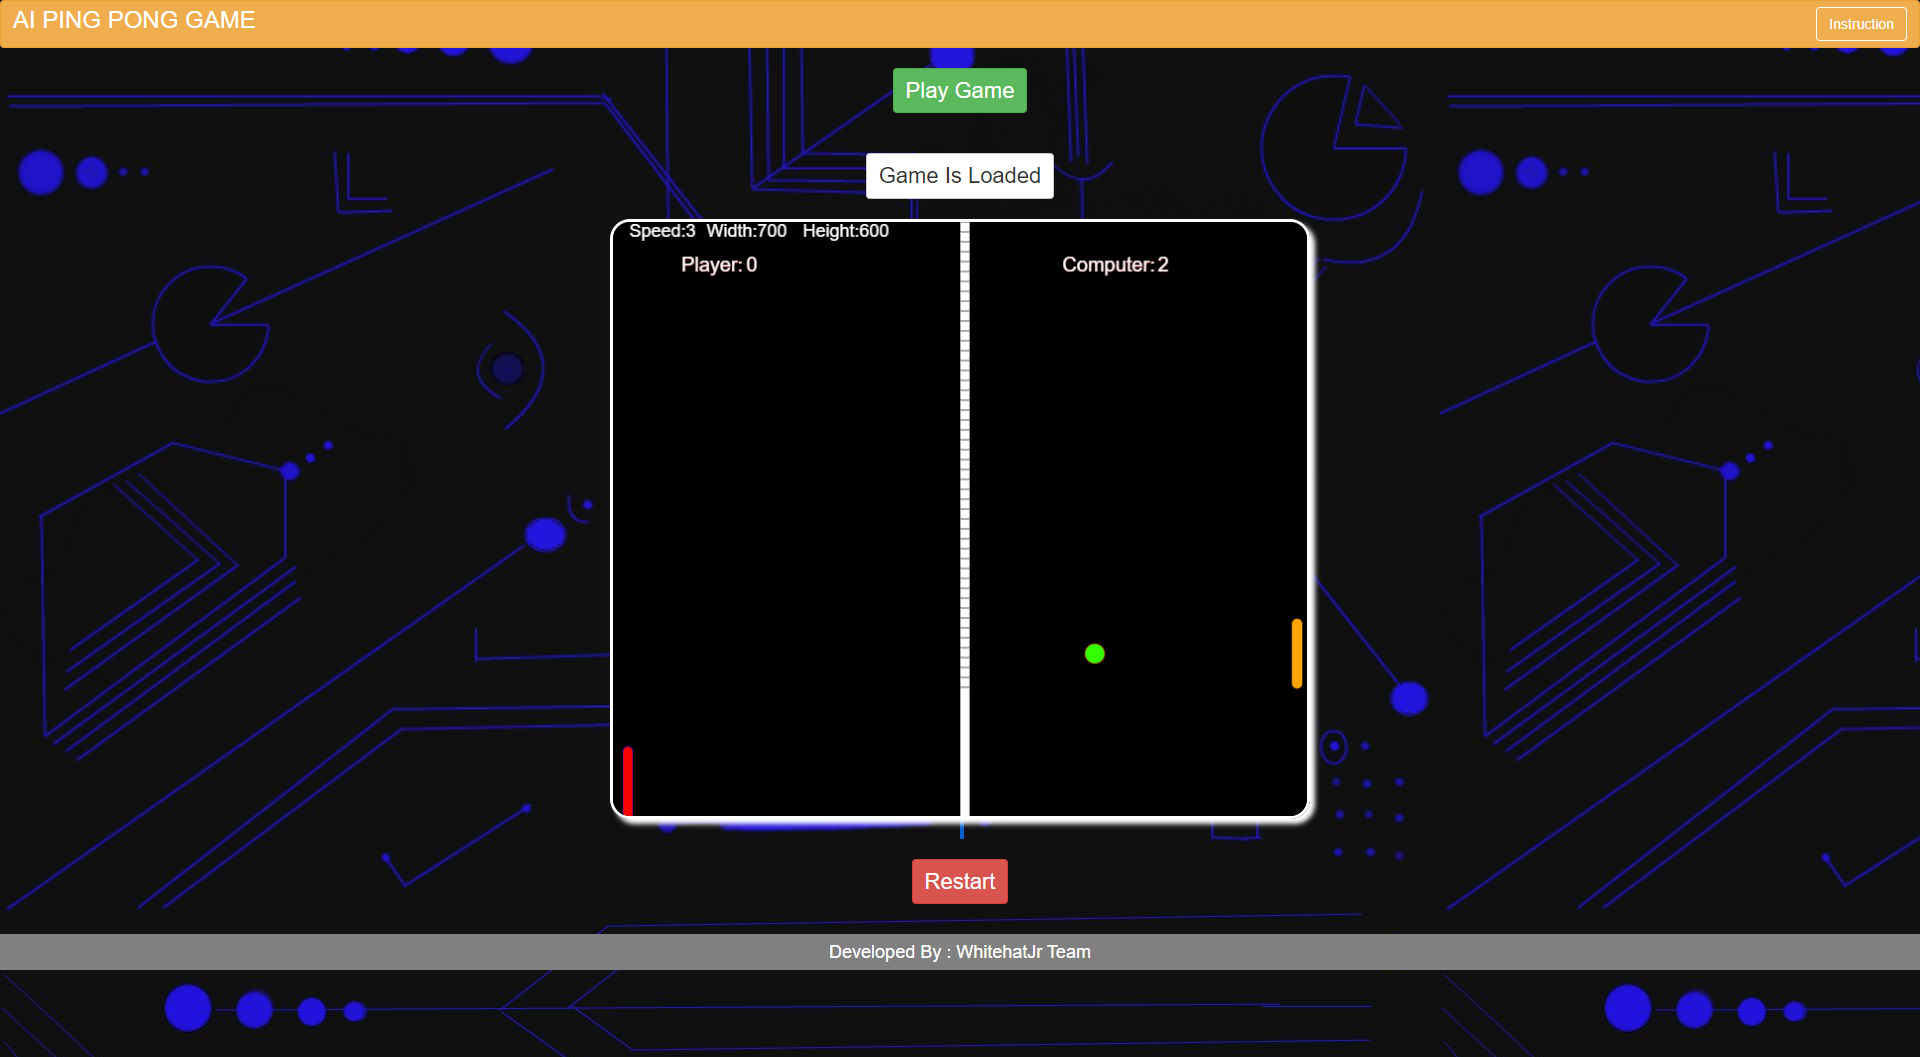 AI PING PONG GAME
Instruction
Play Game
Game Is Loaded
Speed:3 Width:700 Height:600
Player: 0
Computer: 2
Restart
Developed By : WhitehatJr Team